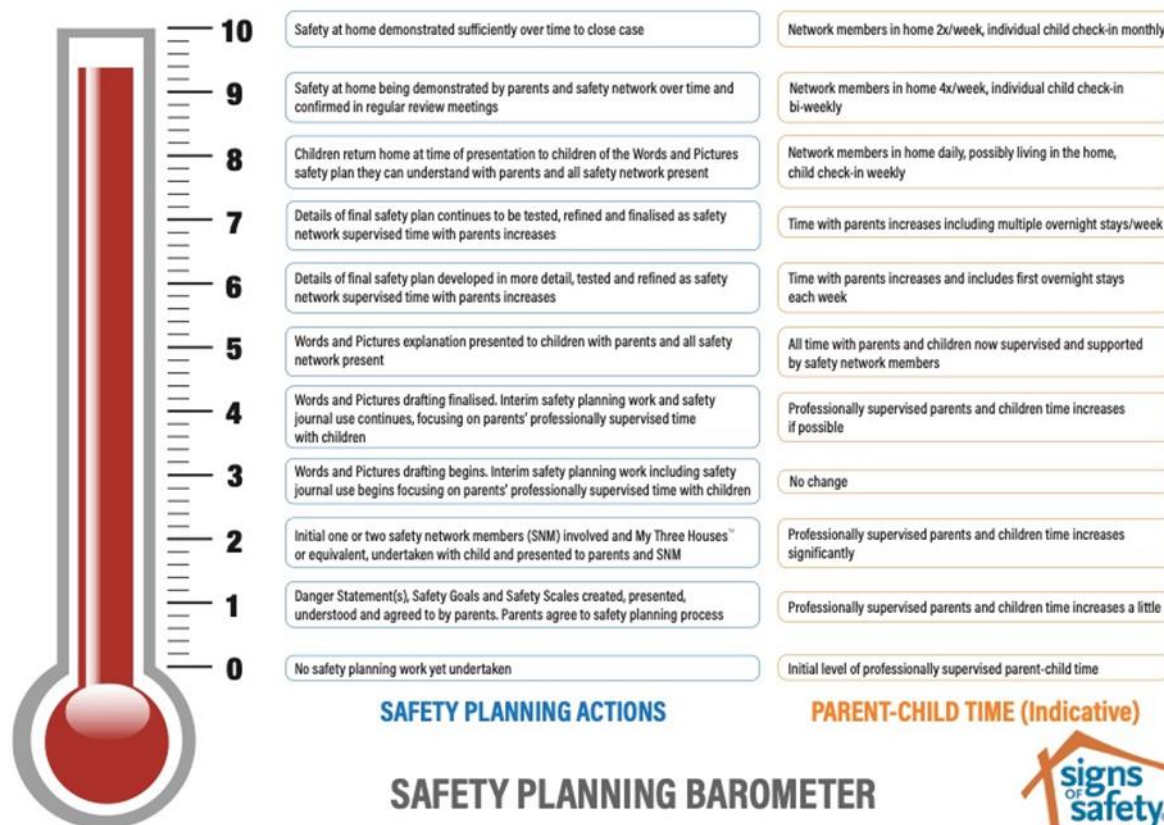 10
Safety at home demonstrated sufficiently over time to close case
Network members in home 2x/week, individual child check-in monthly
9
Safety at home being demonstrated by parents and safety network over time and
confirmed in regular review meetings
Network members in home 4x/week, individual child check-in
bi-weekly
8
Children return home at time of presentation to children of the Words and Pictures
safety plan they can understand with parents and all safety network present
Network members in home daily, possibly living in the home,
child check-in weekly
7
Details of final safety plan continues to be tested, refined and finalised as safety
network supervised time with parents increases
Time with parents increases including multiple overnight stays/week
6
Details of final safety plan developed in more detail, tested and refined as safety
network supervised time with parents increases
Time with parents increases and includes first overnight stays
each week
5
Words and Pictures explanation presented to children with parents and all safety
network present
All time with parents and children now supervised and supported
by safety network members
4
Words and Pictures drafting finalised. Interim safety planning work and safety
journal use continues, focusing on parents' professionally supervised time
with children
Professionally supervised parents and children time increases
if possible
3
Words and Pictures drafting begins. Interim safety planning work including safety
journal use begins focusing on parents' professionally supervised time with children
No change
2
Initial one or two safety network members (SNM) involved and My Three Houses™
or equivalent, undertaken with child and presented to parents and SNM
Professionally supervised parents and children time increases
significantly
1
Danger Statement(s), Safety Goals and Safety Scales created, presented,
understood and agreed to by parents. Parents agree to safety planning process
Professionally supervised parents and children time increases a little
0
No safety planning work yet undertaken
Initial level of professionally supervised parent-child time
SAFETY PLANNING ACTIONS
PARENT-CHILD TIME (Indicative)
SAFETY PLANNING BAROMETER
signs
OF
safety